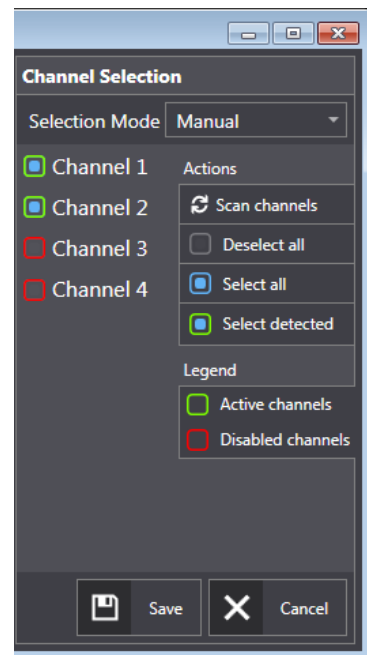 Channel Selection
Selection Mode Manual
Channel 1
Channel 2
Channel 3
Channel 4
Actions
Scan channels
Deselect all
Select all
Select detected
Legend
Active channels
Disabled channels
Save Cancel